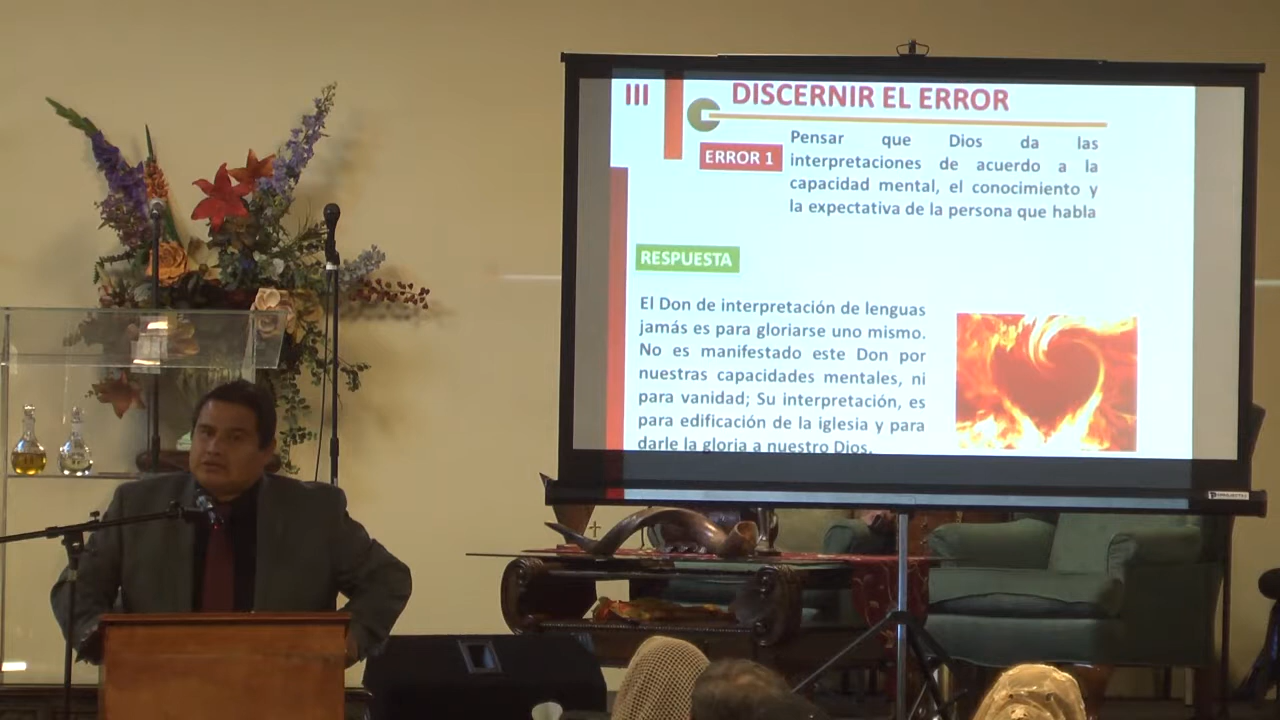 III
DISCERNIR EL ERROR
ERROR 1
Pensar que Dios da las
interpretaciones de acuerdo a la
capacidad mental, el conocimiento y
la expectativa de la persona que habla
RESPUESTA
El Don de interpretación de lenguas
jamás es para gloriarse uno mismo.
No es manifestado este Don por
nuestras capacidades mentales, ni
para vanidad; Su interpretación, es
para edificación de la iglesia y para
darle la gloria a nuestro Dios.